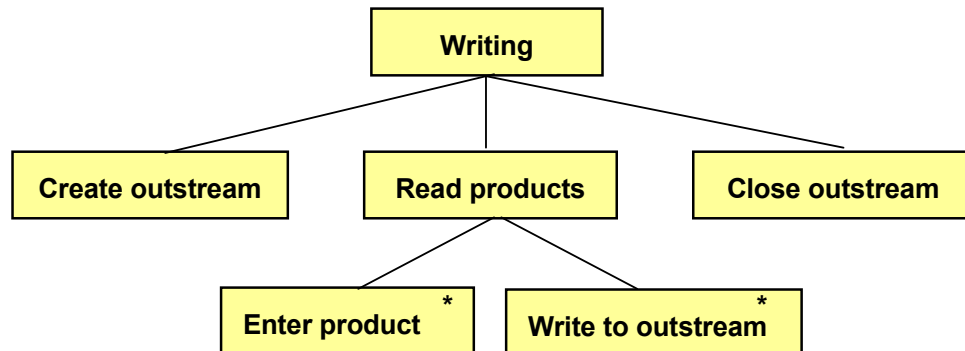 Writing
Create outstream
Read products
Close outstream
Enter product *
Write to outstream *